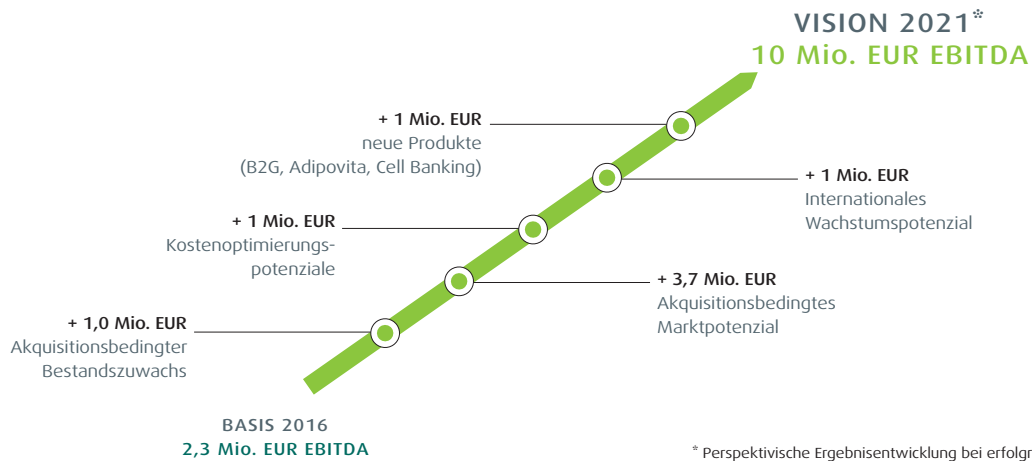 VISION 2021*
10 Mio. EUR EBITDA
+ 1 Mio. EUR
neue Produkte
(B2G, Adipovita, Cell Banking)
+ 1 Mio. EUR
Internationales
Wachstumspotenzial
+ 1 Mio. EUR
Kostenoptimierungs-
potenziale
+ 3,7 Mio. EUR
Akquisitionsbedingtes
Marktpotenzial
+ 1,0 Mio. EUR
Akquisitionsbedingter
Bestandszuwachs
BASIS 2016
2,3 Mio. EUR EBITDA
* Perspektivische Ergebnisentwicklung bei erfolgr